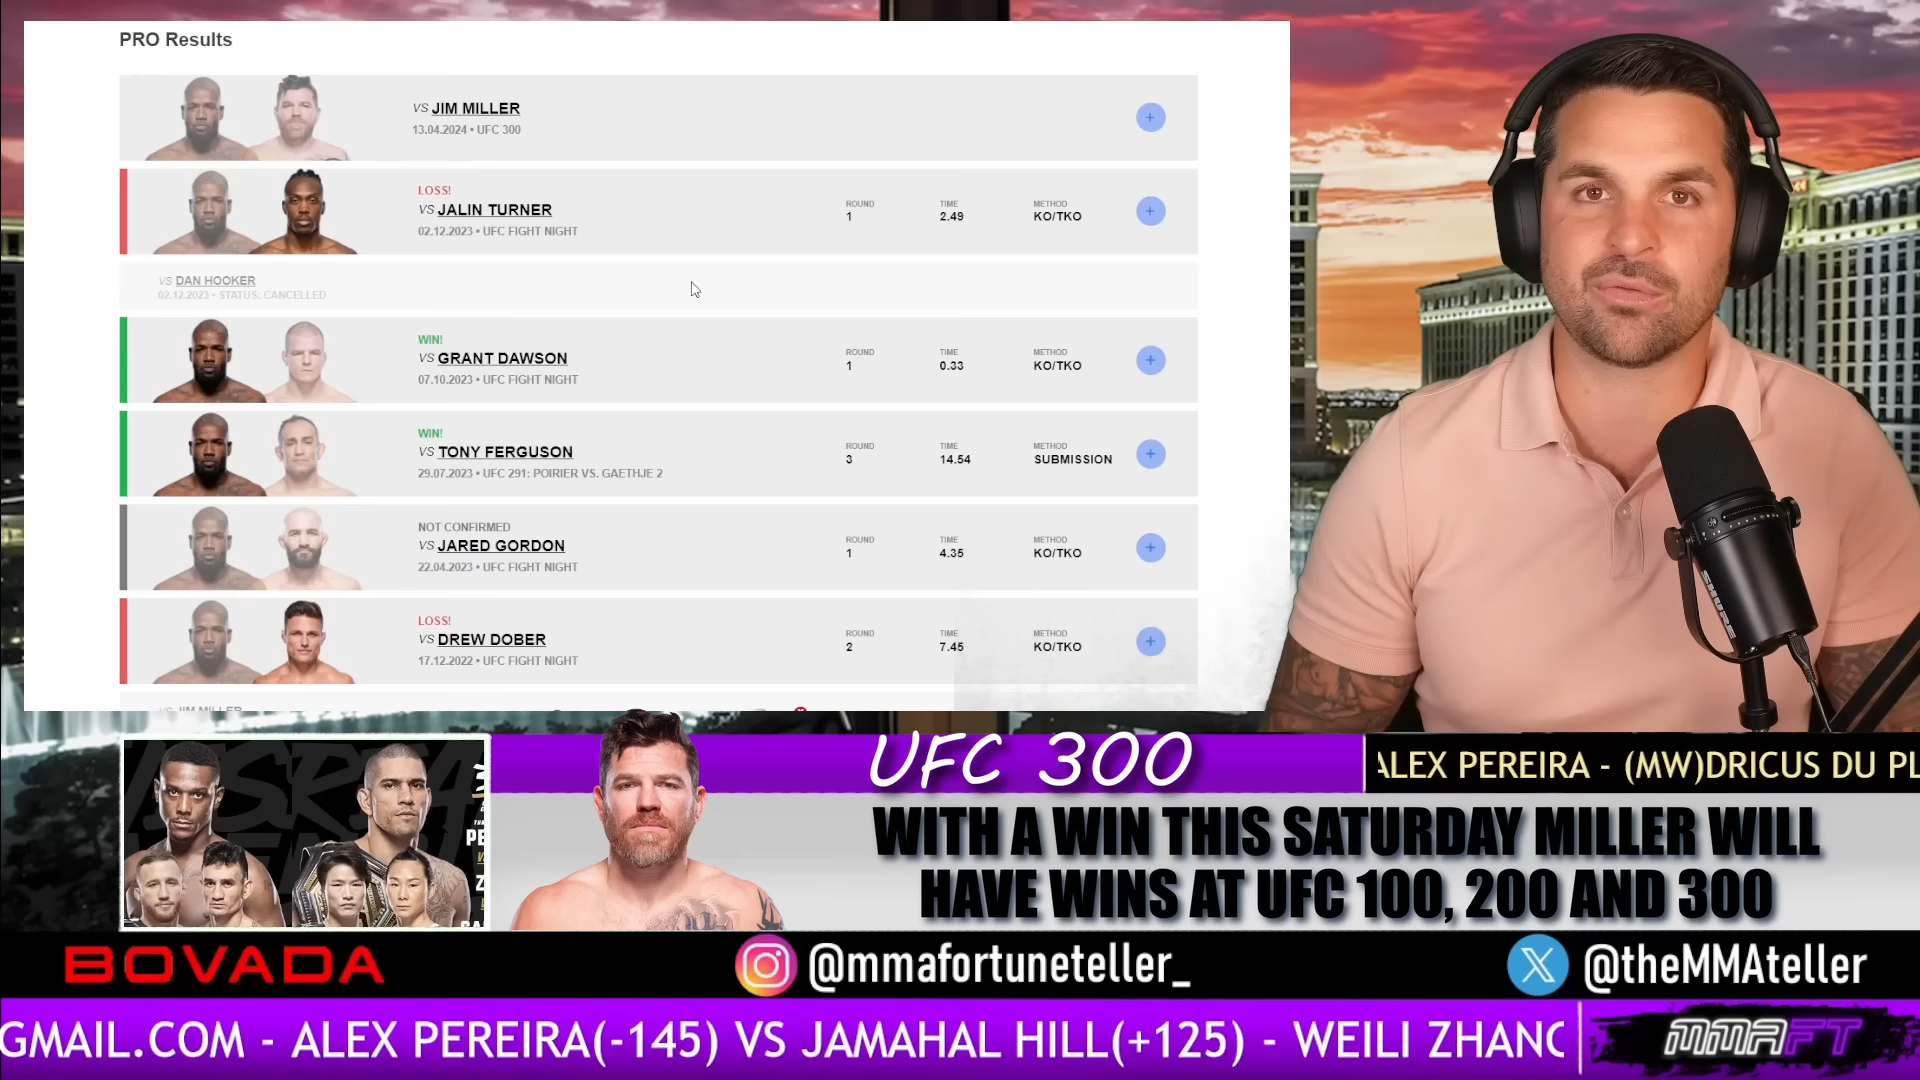 PRO Results
VS JIM MILLER
13.04.2024 • UFC 300
+
LOSS!
VS JALIN TURNER
02.12.2023 • UFC FIGHT NIGHT
ROUND TIME METHOD
1 2.49 KO/TKO
+
VS DAN HOOKER
02.12.2023 • STATUS: CANCELLED
WIN!
VS GRANT DAWSON
07.10.2023 • UFC FIGHT NIGHT
ROUND TIME METHOD
1 0.33 KO/TKO
+
WIN!
VS TONY FERGUSON
29.07.2023 • UFC 291: POIRIER VS. GAETHJE 2
ROUND TIME METHOD
3 14.54 SUBMISSION
+
NOT CONFIRMED
VS JARED GORDON
22.04.2023 • UFC FIGHT NIGHT
ROUND TIME METHOD
1 4.35 KO/TKO
+
LOSS!
VS DREW DOBER
17.12.2022 • UFC FIGHT NIGHT
ROUND TIME METHOD
2 7.45 KO/TKO
+
VS JIM MILLER
SHURE
UFC 300
ALEX PEREIRA - (MW)DRICUS DU PL
WITH A WIN THIS SATURDAY MILLER WILL
HAVE WINS AT UFC 100, 200 AND 300
BOVADA
@mmafortuneteller_
@theMMAteller
GMAIL.COM - ALEX PEREIRA(-145) VS JAMAHAL HILL(+125) - WEILI ZHANG
MMAFT